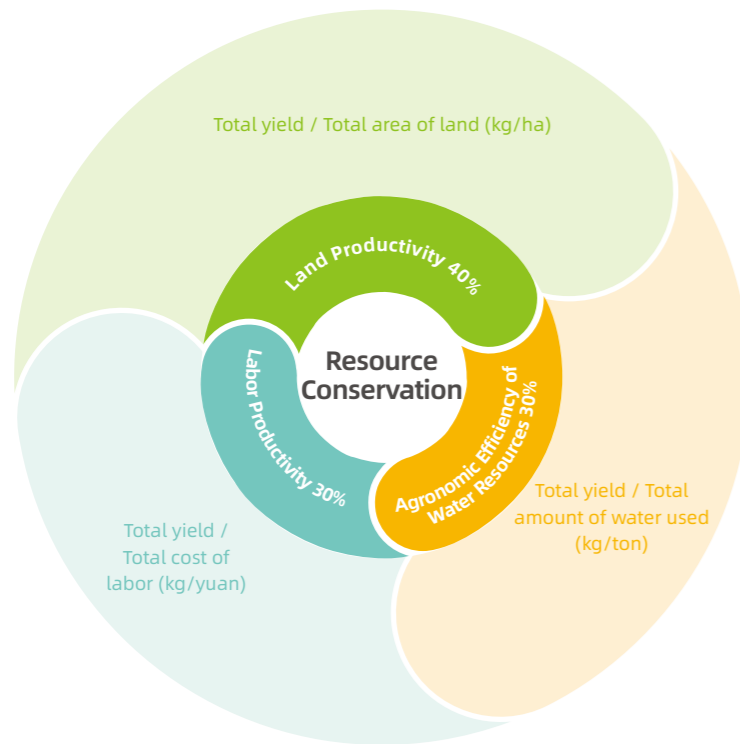 Total yield / Total area of land (kg/ha)
Land Productivity 40%
Resource
Conservation
Labor Productivity 30%
Agronomic Efficiency of
Water Resources 30%
Total yield / Total
amount of water used
(kg/ton)
Total yield /
Total cost of
labor (kg/yuan)